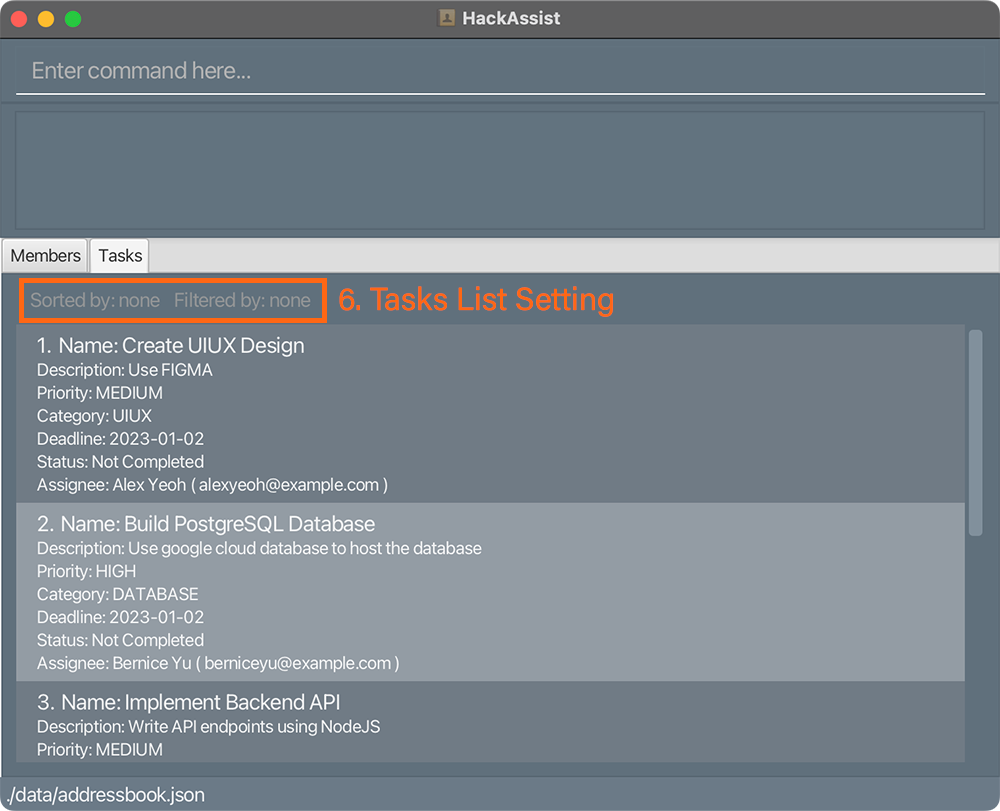 HackAssist
Enter command here...
Members Tasks
Sorted by: none Filtered by: none 6. Tasks List Setting
1. Name: Create UIUX Design
Description: Use FIGMA
Priority: MEDIUM
Category: UIUX
Deadline: 2023-01-02
Status: Not Completed
Assignee: Alex Yeoh ( alexyeoh@example.com )
2. Name: Build PostgreSQL Database
Description: Use google cloud database to host the database
Priority: HIGH
Category: DATABASE
Deadline: 2023-01-02
Status: Not Completed
Assignee: Bernice Yu ( berniceyu@example.com )
3. Name: Implement Backend API
Description: Write API endpoints using NodeJS
Priority: MEDIUM
./data/addressbook.json